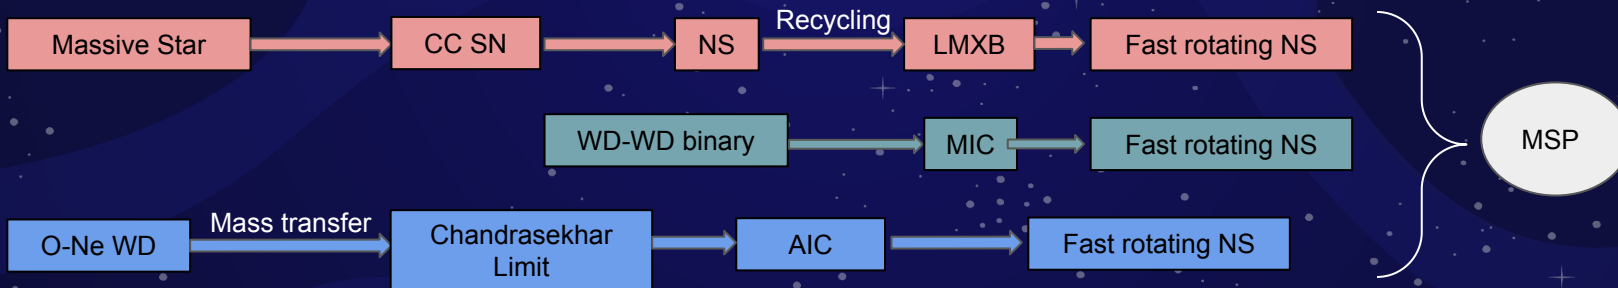 Massive Star
CC SN
NS
Recycling
LMXB
Fast rotating NS
WD-WD binary
MIC
Fast rotating NS
MSP
O-Ne WD
Mass transfer
Chandrasekhar
Limit
AIC
Fast rotating NS